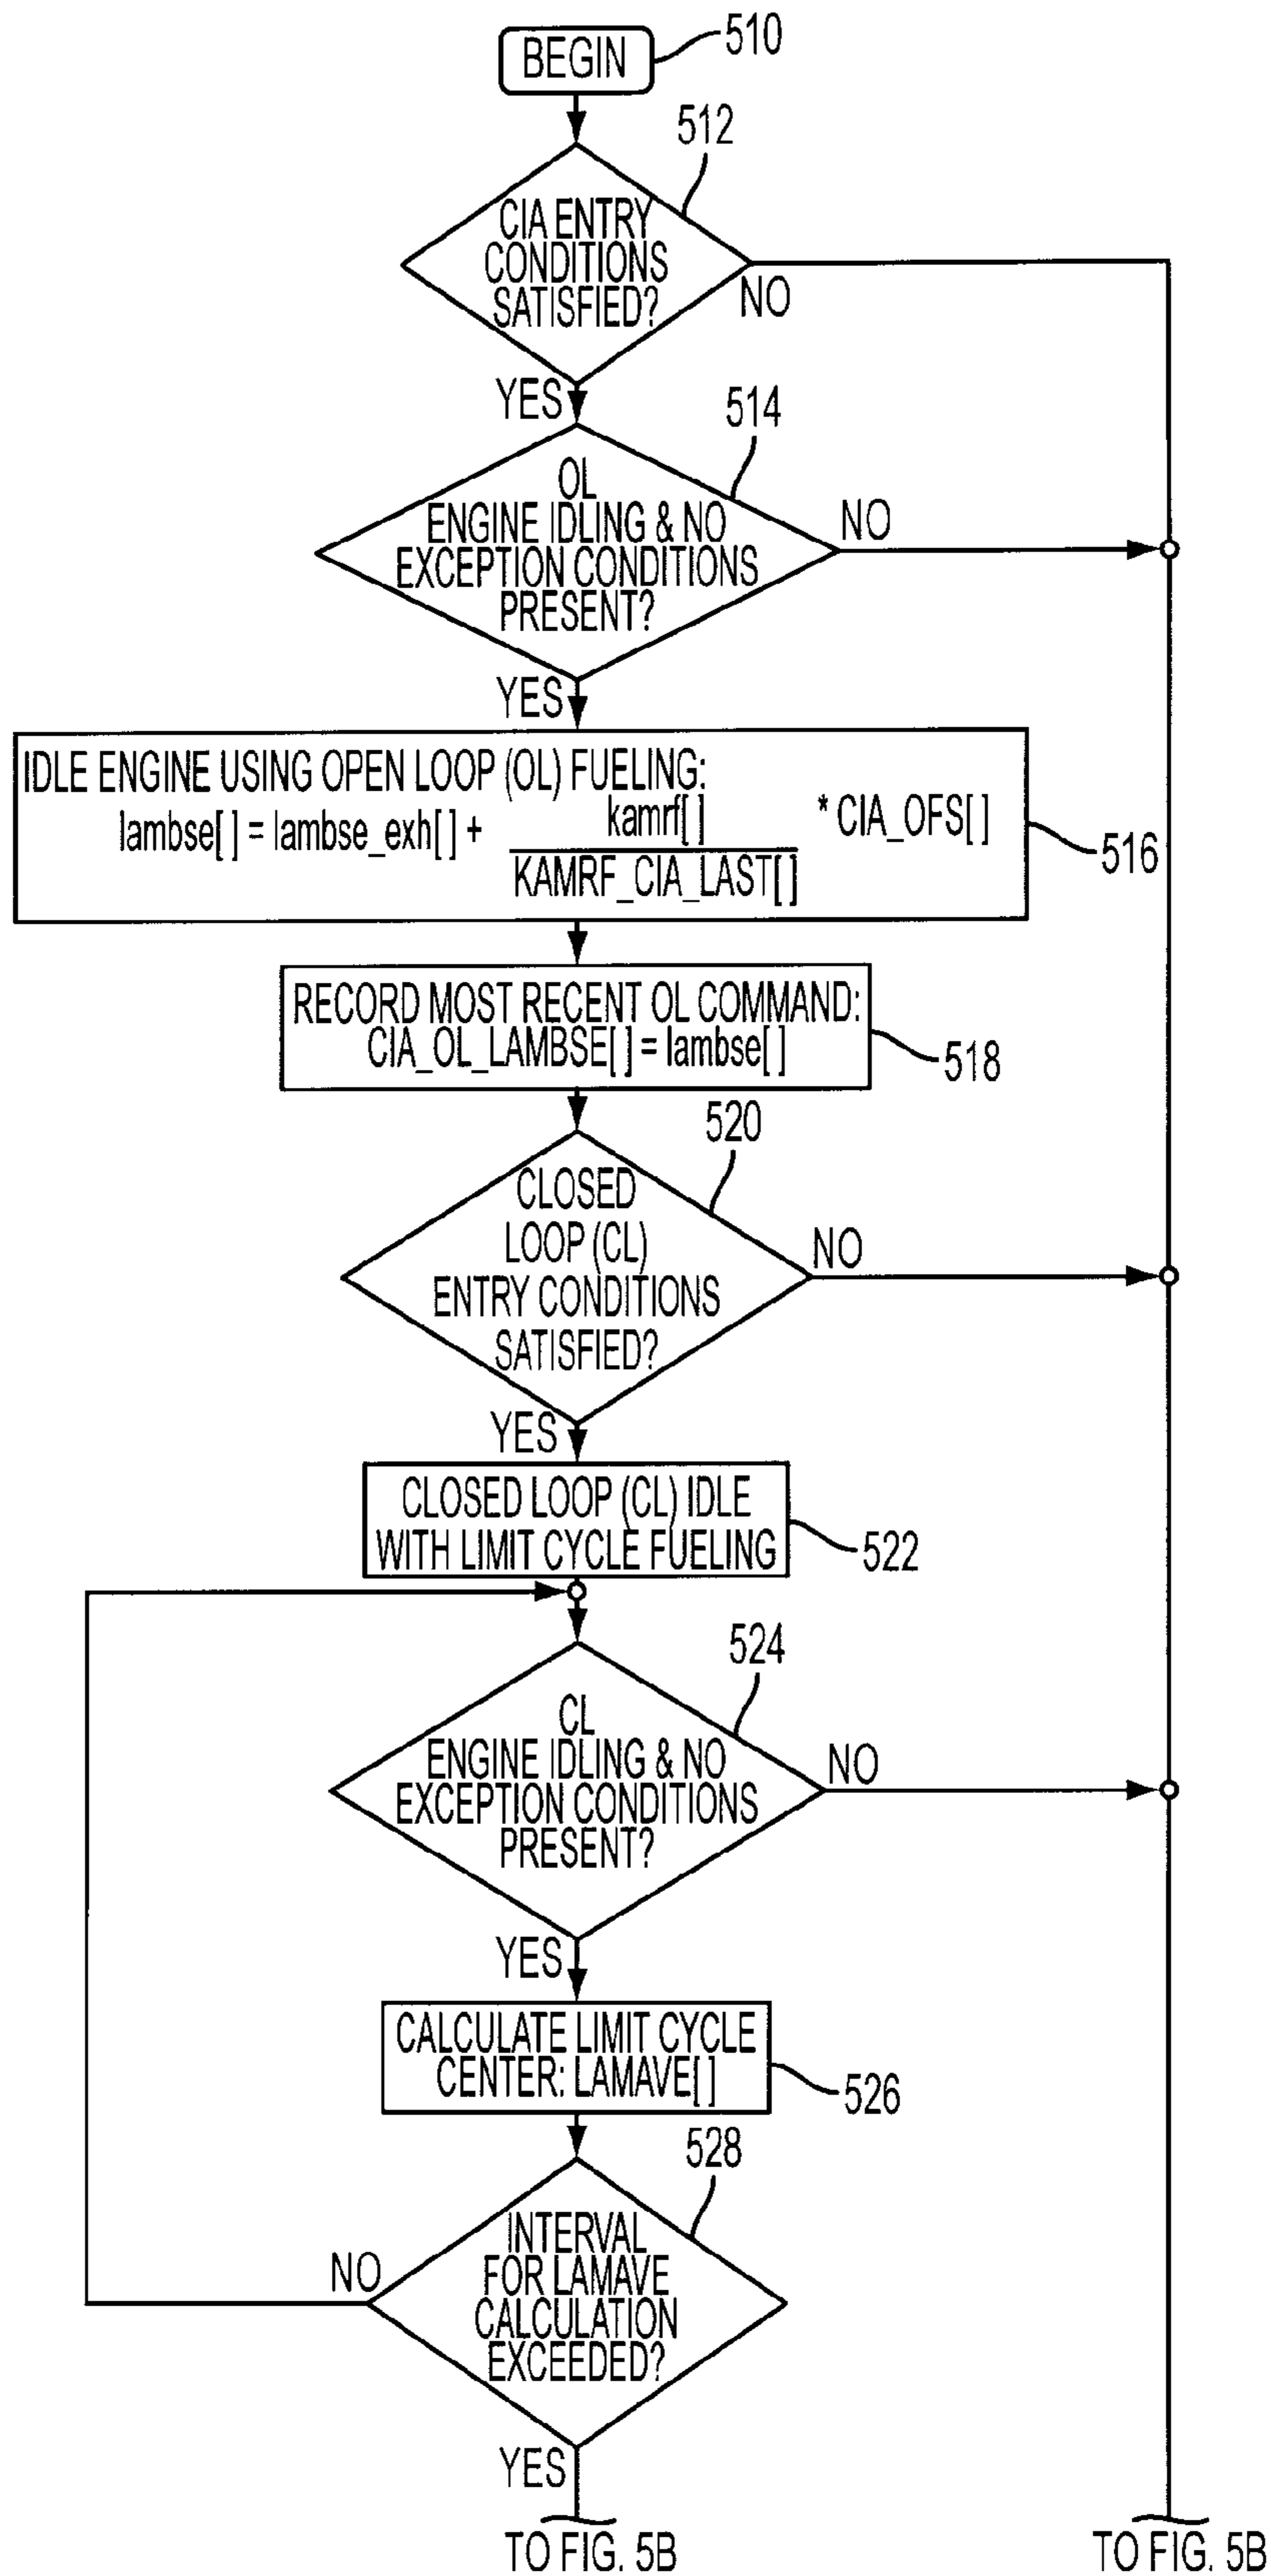 BEGIN
510
512
CIA ENTRY
CONDITIONS
SATISFIED?
NO
YES
514
OL
ENGINE IDLING & NO
EXCEPTION CONDITIONS
PRESENT?
NO
YES
IDLE ENGINE USING OPEN LOOP (OL) FUELING:
lambse[ ] = lambse_exh[ ] + kamrf[ ] * CIA_OFS[ ]
KAMRF_CIA_LAST[ ]
516
RECORD MOST RECENT OL COMMAND:
CIA_OL_LAMBSE[ ] = lambse[ ]
518
520
CLOSED
LOOP (CL)
ENTRY CONDITIONS
SATISFIED?
NO
YES
CLOSED LOOP (CL) IDLE
WITH LIMIT CYCLE FUELING
522
524
CL
ENGINE IDLING & NO
EXCEPTION CONDITIONS
PRESENT?
NO
YES
CALCULATE LIMIT CYCLE
CENTER: LAMAVE[ ]
526
528
INTERVAL
FOR LAMAVE
CALCULATION
EXCEEDED?
NO
YES
TO FIG. 5B
TO FIG. 5B